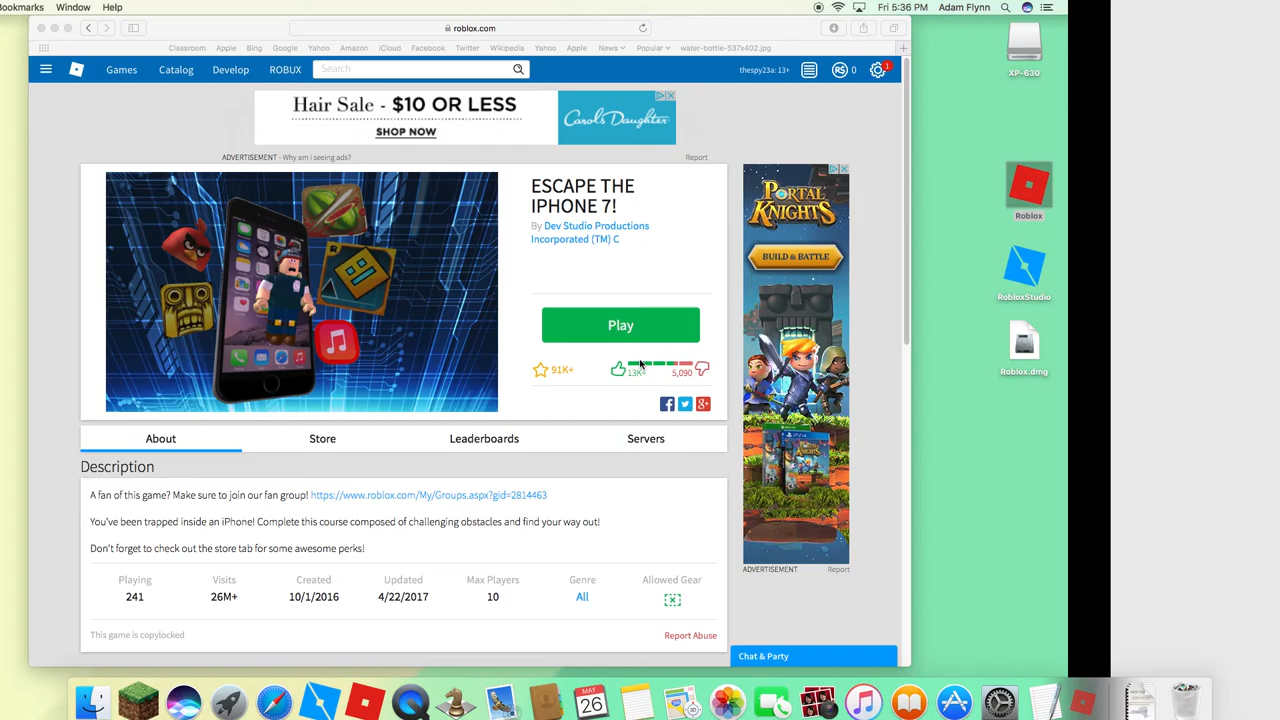 Bookmarks Window Help Fri 5:36 PM Adam Flynn
roblox.com
Classroom Apple Bing Google Yahoo Amazon iCloud Facebook Twitter Wikipedia Yahoo Apple News Popular water-bottle-537x402.jpg
Games Catalog Develop ROBUX Search thespy23a: 13+ R$ 0 1
Hair Sale - $10 OR LESS
SHOP NOW
CAROL'S DAUGHTER
ADVERTISEMENT - Why am I seeing ads? Report
ESCAPE THE
IPHONE 7!
By Dev Studio Productions
Incorporated (TM) C
Play
91K+ 13K+ 5,090
PORTAL
KNIGHTS
BUILD & BATTLE
ADVERTISEMENT Report
About Store Leaderboards Servers
Description
A fan of this game? Make sure to join our fan group! https://www.roblox.com/My/Groups.aspx?gid=2814463
You've been trapped inside an iPhone! Complete this course composed of challenging obstacles and find your way out!
Don't forget to check out the store tab for some awesome perks!
Playing Visits Created Updated Max Players Genre Allowed Gear
241 26M+ 10/1/2016 4/22/2017 10 All
This game is copylocked Report Abuse
Chat & Party
XP-630
Roblox
RobloxStudio
Roblox.dmg
MAY
26